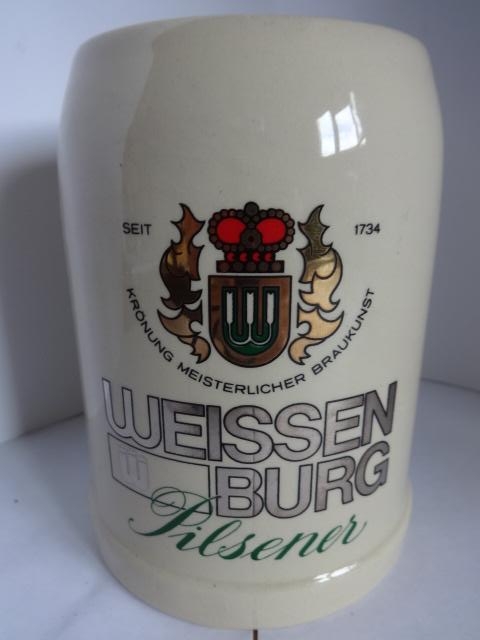 SEIT 1734
W
KRÖNUNG MEISTERLICHER BRAUKUNST
WEISSEN
BURG
Pilsener